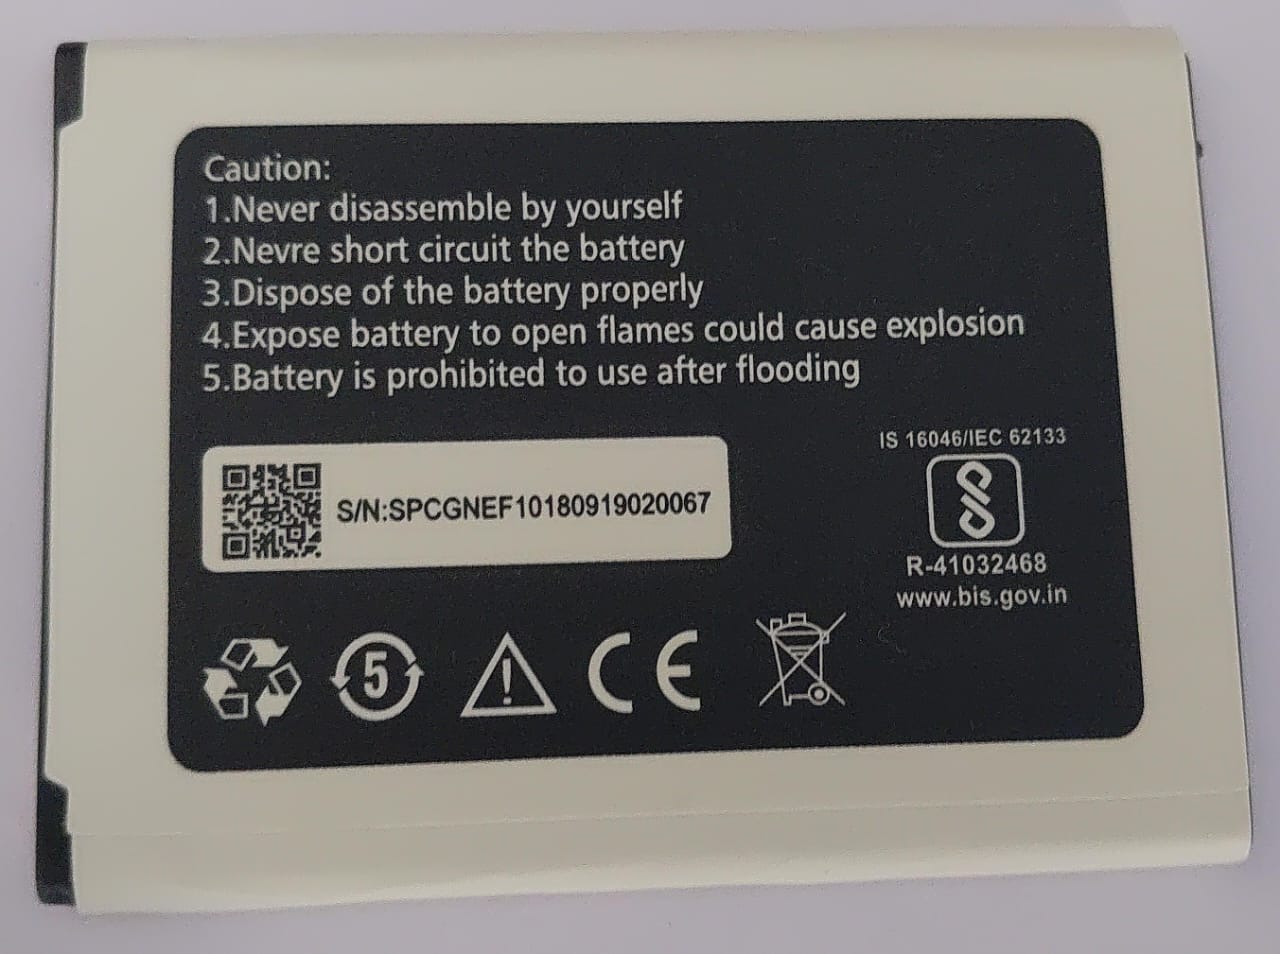 Caution:
1.Never disassemble by yourself
2.Nevre short circuit the battery
3.Dispose of the battery properly
4.Expose battery to open flames could cause explosion
5.Battery is prohibited to use after flooding
IS 16046/IEC 62133
S/N:SPCGNEF10180919020067
R-41032468
www.bis.gov.in
5
CE